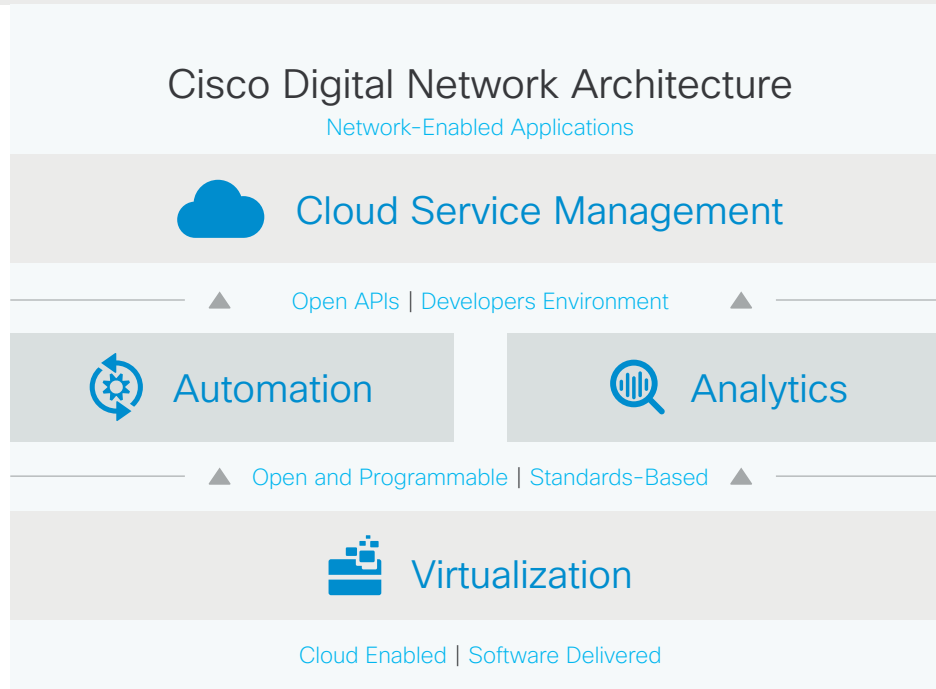 Cisco Digital Network Architecture
Network-Enabled Applications
Cloud Service Management
Open APIs | Developers Environment
Automation
Analytics
Open and Programmable | Standards-Based
Virtualization
Cloud Enabled | Software Delivered